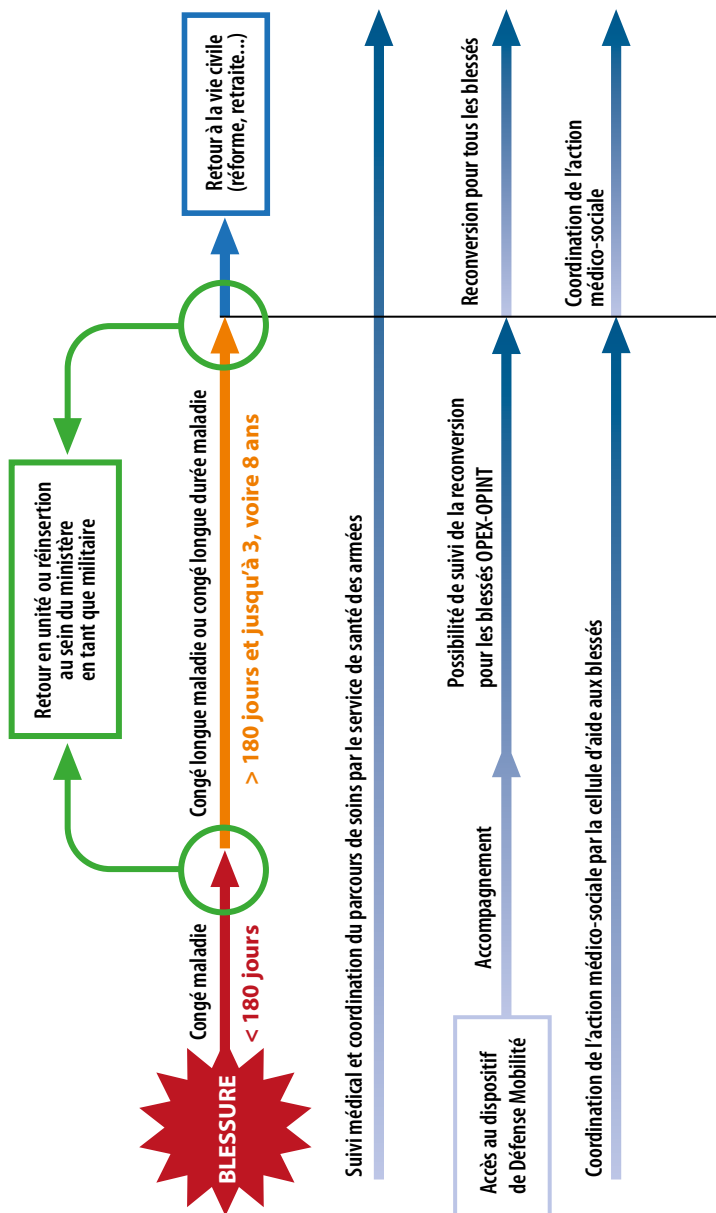 Retour en unité ou réinsertion
au sein du ministère
en tant que militaire
BLESSURE
Congé maladie
< 180 jours
Congé longue maladie ou congé longue durée maladie
> 180 jours et jusqu'à 3, voire 8 ans
Retour à la vie civile
(réforme, retraite...)
Suivi médical et coordination du parcours de soins par le service de santé des armées
Accès au dispositif
de Défense Mobilité
Accompagnement
Possibilité de suivi de la reconversion
pour les blessés OPEX-OPINT
Reconversion pour tous les blessés
Coordination de l'action médico-sociale par la cellule d'aide aux blessés
Coordination de l'action
médico-sociale